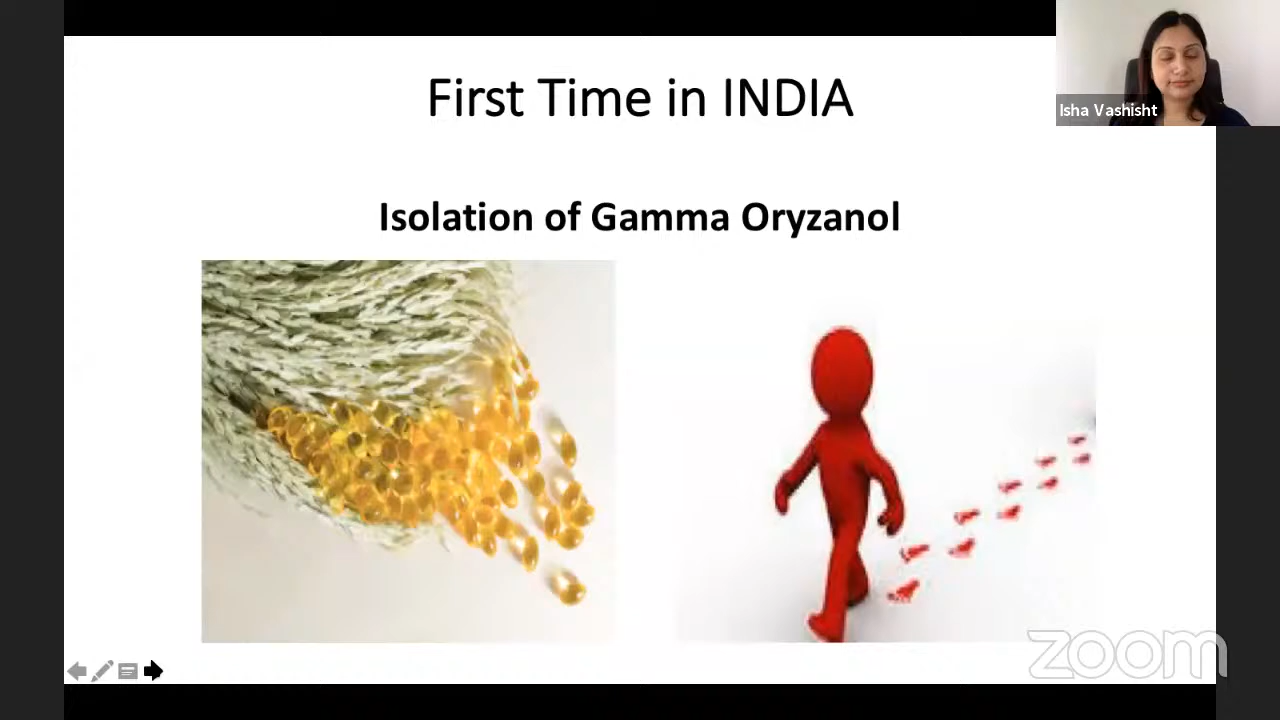 First Time in INDIA
Isha Vashisht
Isolation of Gamma Oryzanol
zoom